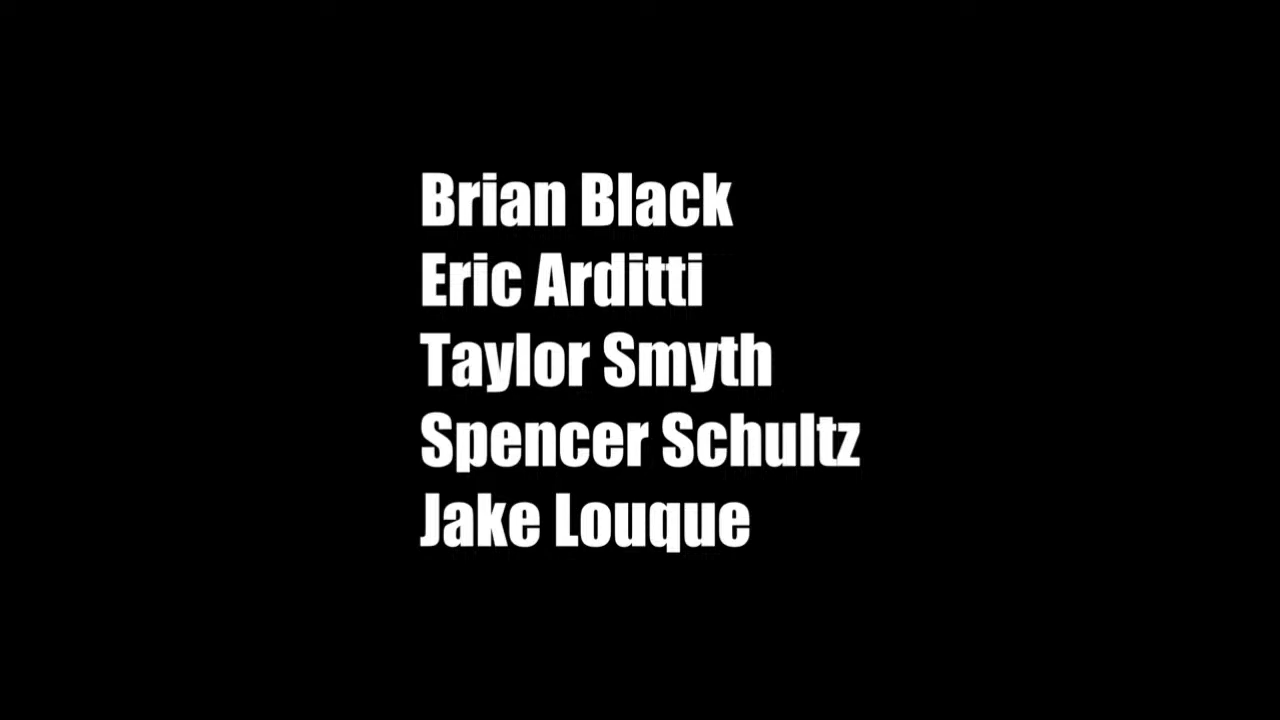 Brian Black
Eric Arditti
Taylor Smyth
Spencer Schultz
Jake Louque